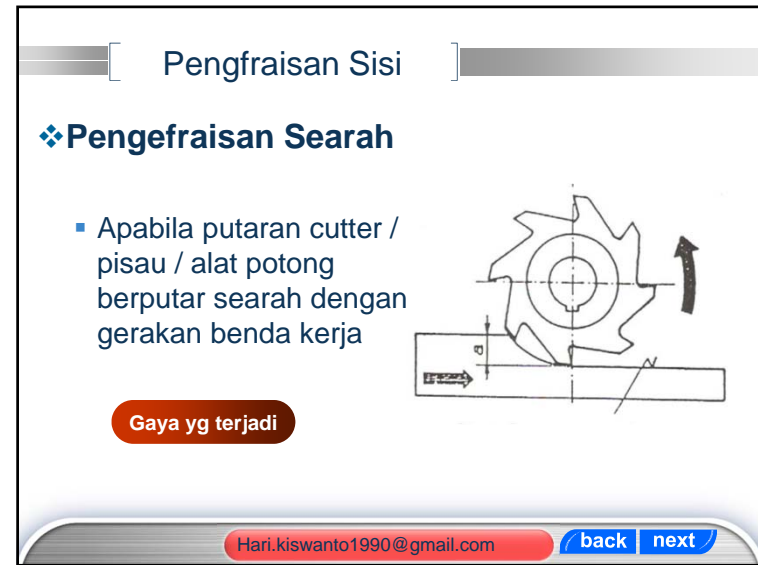 Pengfraisan Sisi
Pengefraisan Searah
Apabila putaran cutter /
pisau / alat potong
berputar searah dengan
gerakan benda kerja
a
Gaya yg terjadi
Hari.kiswanto1990@gmail.com
back next